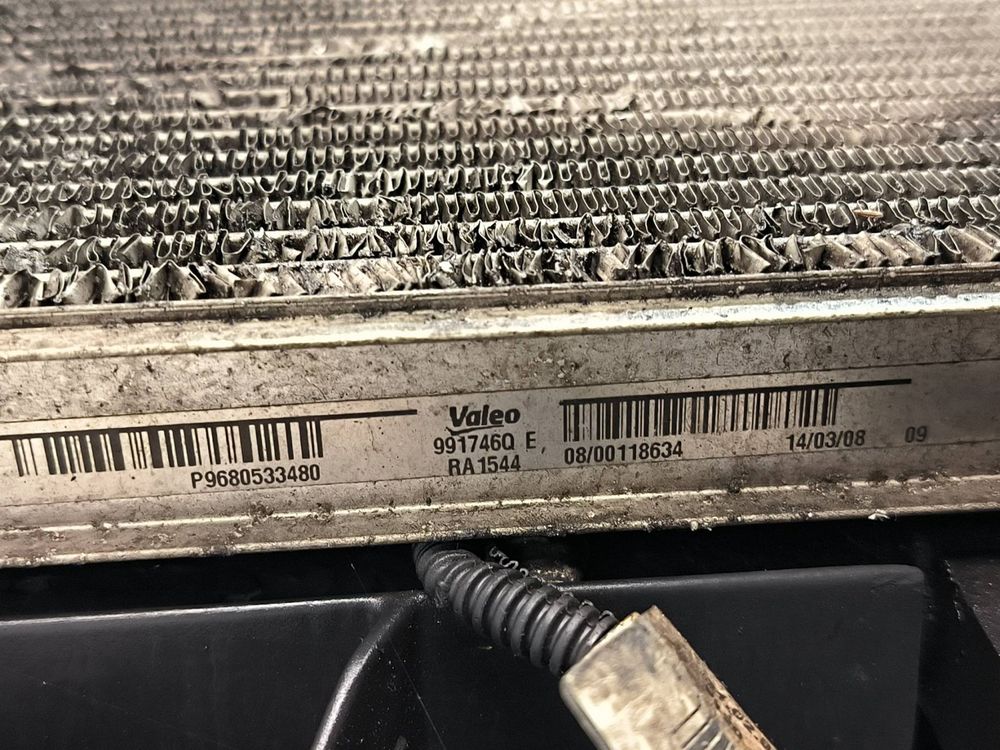 P9680533480
Valeo
991746Q E,
RA1544
08/00118634
14/03/08
09